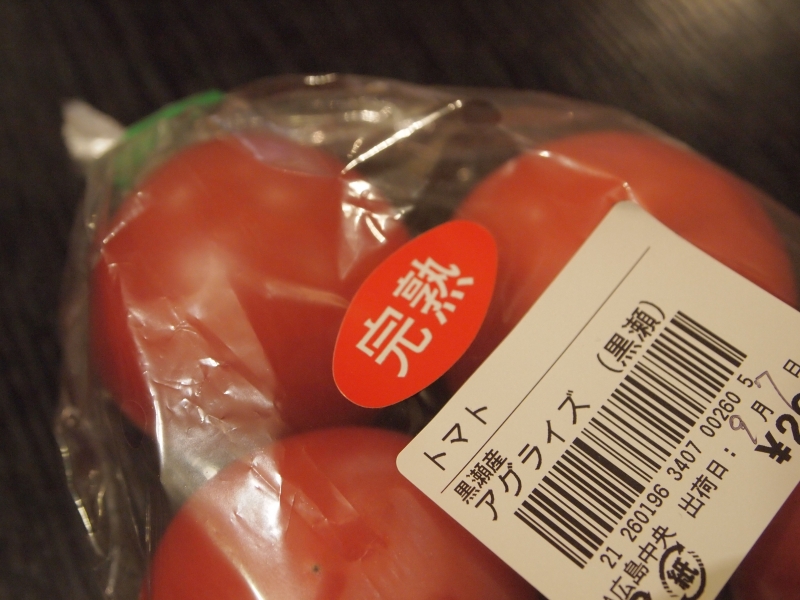 完熟
トマト
黒瀬産
アグライズ (黒瀬)
21 260196 3407 00260 5
出荷日: 9月7日
広島中央
紙